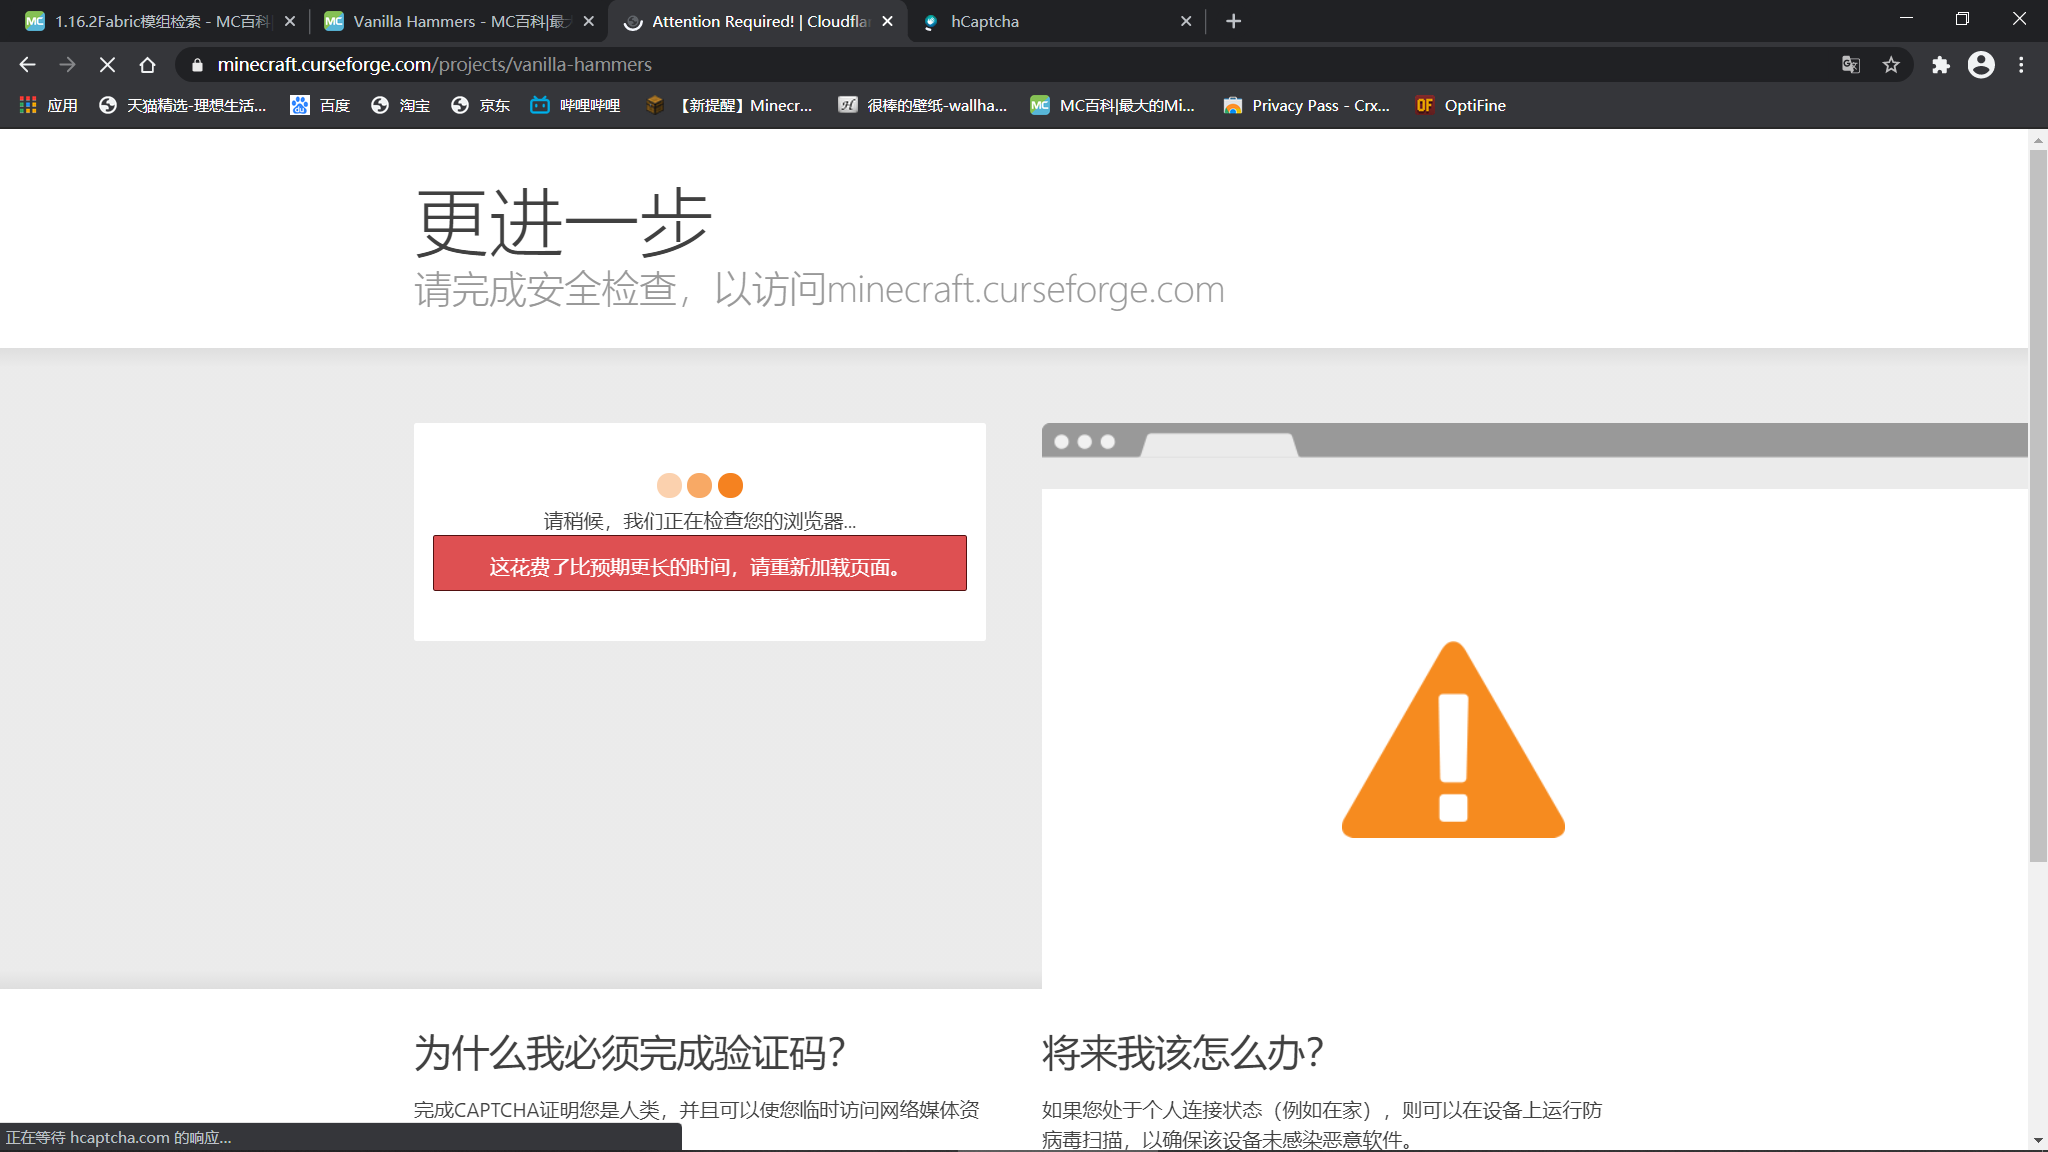 1.16.2Fabric模组检索 - MC百科
Vanilla Hammers - MC百科|最
Attention Required! | Cloudfla
hCaptcha
minecraft.curseforge.com/projects/vanilla-hammers
应用
天猫精选-理想生活...
百度
淘宝
京东
哔哩哔哩
【新提醒】Minecr...
很棒的壁纸-wallha...
MC百科|最大的Mi...
Privacy Pass - Crx...
OptiFine
更进一步
请完成安全检查，以访问minecraft.curseforge.com
请稍候，我们正在检查您的浏览器...
这花费了比预期更长的时间，请重新加载页面。
为什么我必须完成验证码？
完成CAPTCHA证明您是人类，并且可以使您临时访问网络媒体资
将来我该怎么办？
如果您处于个人连接状态（例如在家），则可以在设备上运行防
病毒扫描，以确保该设备未感染恶意软件。
正在等待 hcaptcha.com 的响应...